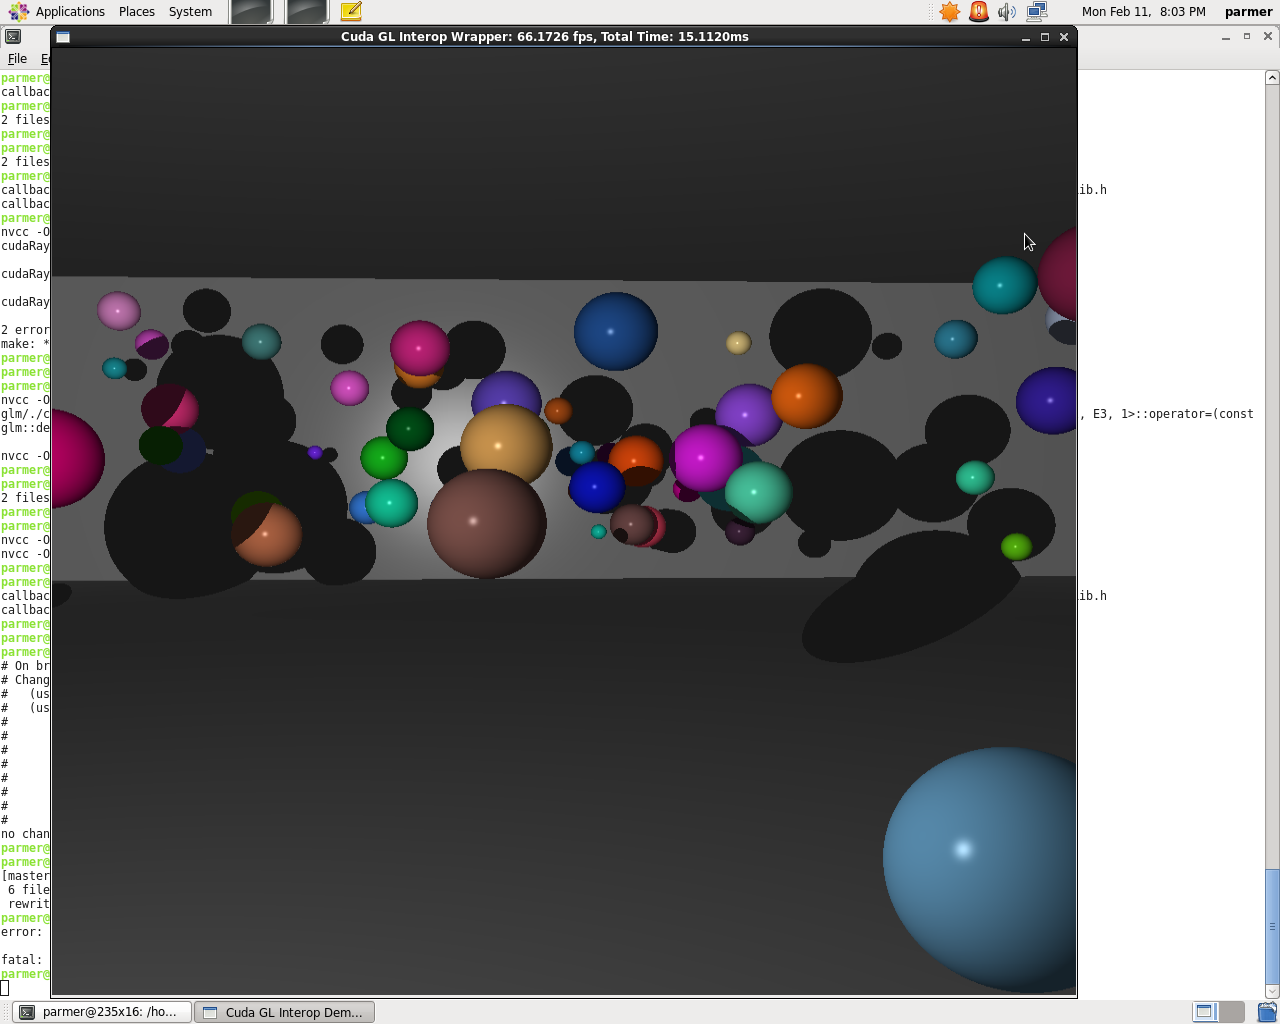 Applications Places System
Mon Feb 11, 8:03 PM parmer
Cuda GL Interop Wrapper: 66.1726 fps, Total Time: 15.1120ms
File
parmer@
callbac
parmer@
2 files
parmer@
parmer@
2 files
parmer@
callbac ib.h
callbac
parmer@
nvcc -O
cudaRay
cudaRay
cudaRay
2 error
make: *
parmer@
parmer@
parmer@
nvcc -O
glm/./c , E3, 1>::operator=(const
glm::de
nvcc -O
parmer@
parmer@
2 files
parmer@
parmer@
nvcc -O
nvcc -O
parmer@
parmer@
callbac ib.h
callbac
parmer@
parmer@
parmer@
# On br
# Chang
# (us
# (us
#
#
#
#
#
#
#
#
no chan
parmer@
parmer@
[master
6 file
rewrit
parmer@
error:
fatal:
parmer@
parmer@235x16: /ho...
Cuda GL Interop Dem...